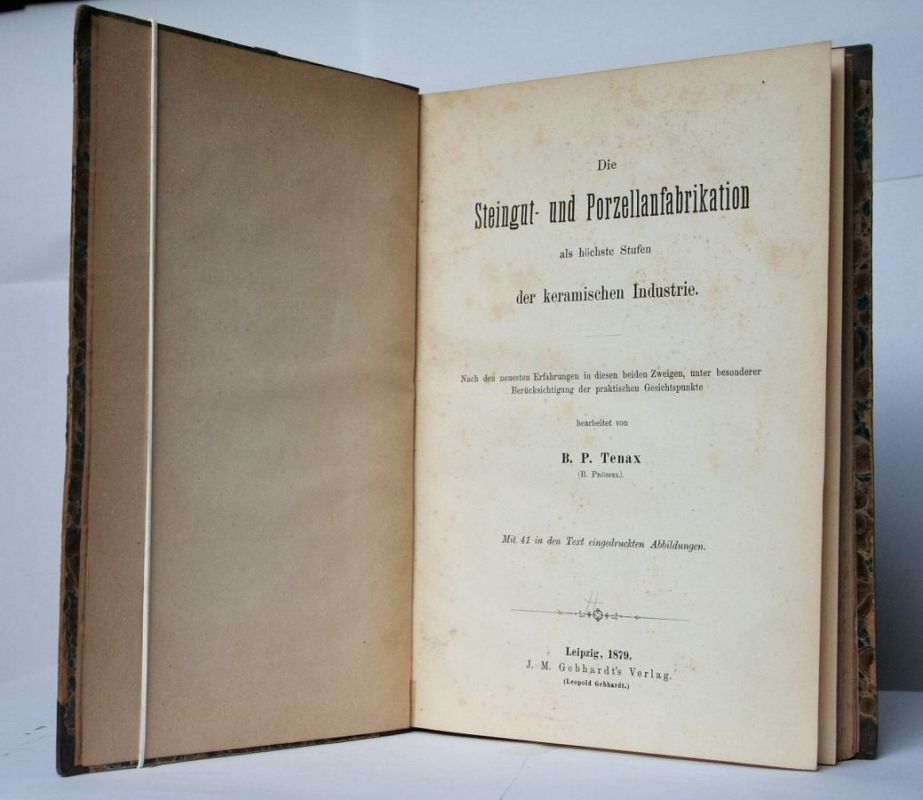 Die
Steingut- und Porzellanfabrikation
als höchste Stufen
der keramischen Industrie.
Nach den neuesten Erfahrungen in diesen beiden Zweigen, unter besonderer
Berücksichtigung der praktischen Gesichtspunkte
bearbeitet von
B. P. Tenax
(B. Prössel).
Mit 41 in den Text eingedruckten Abbildungen.
Leipzig, 1879.
J. M. Gebhardt's Verlag.
(Leopold Gebhardt.)